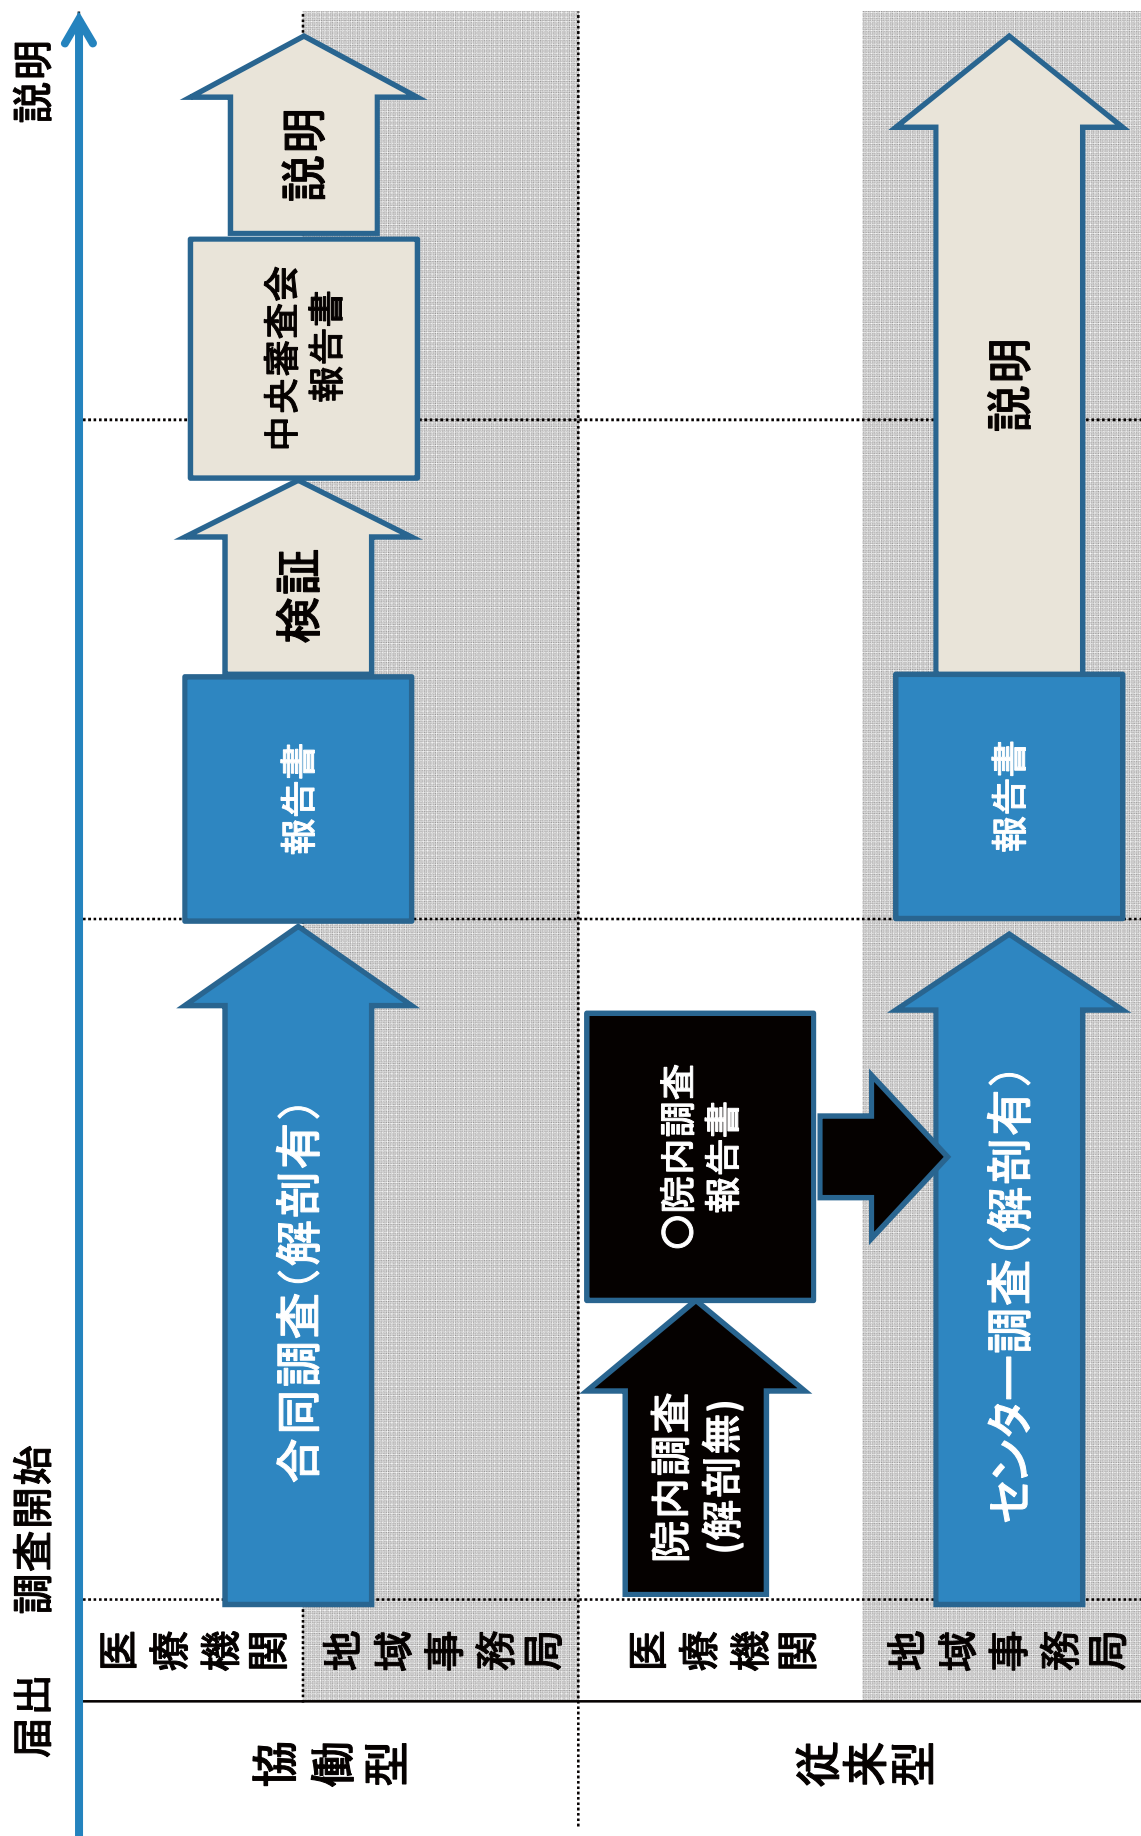 届出
調査開始
説明
協働型
医療機関
地域事務局
合同調査（解剖有）
報告書
検証
中央審査会
報告書
説明
従来型
医療機関
地域事務局
院内調査
(解剖無)
〇院内調査
報告書
センター調査（解剖有）
報告書
説明